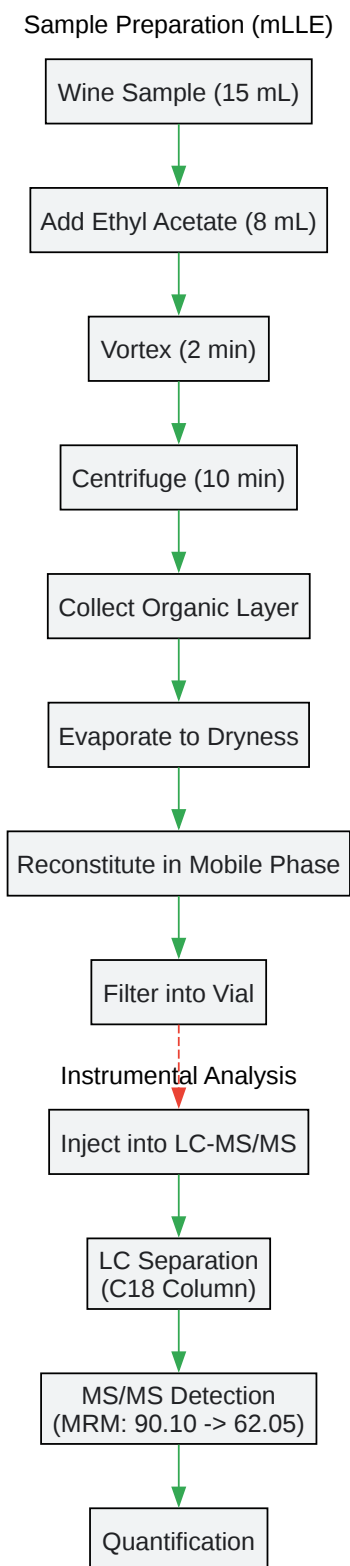 Sample Preparation (mLLE)
Wine Sample (15 mL)
Add Ethyl Acetate (8 mL)
Vortex (2 min)
Centrifuge (10 min)
Collect Organic Layer
Evaporate to Dryness
Reconstitute in Mobile Phase
Filter into Vial
Instrumental Analysis
Inject into LC-MS/MS
LC Separation
(C18 Column)
MS/MS Detection
(MRM: 90.10 -> 62.05)
Quantification